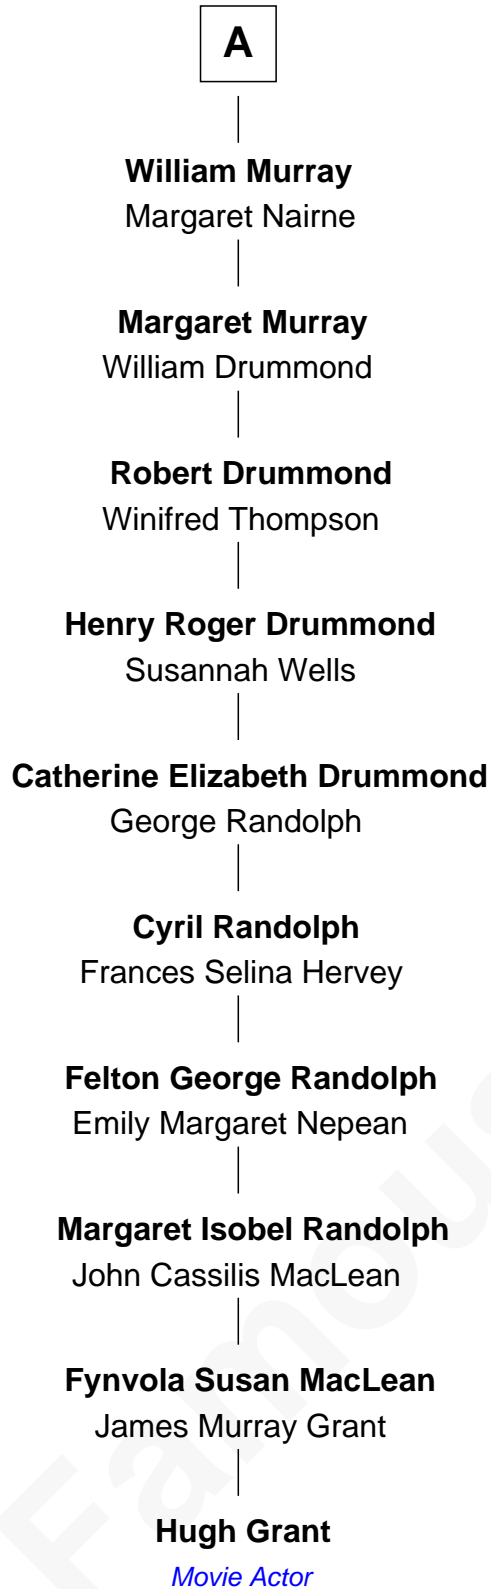 A
William Murray
Margaret Nairne
Margaret Murray
William Drummond
Robert Drummond
Winifred Thompson
Henry Roger Drummond
Susannah Wells
Catherine Elizabeth Drummond
George Randolph
Cyril Randolph
Frances Selina Hervey
Felton George Randolph
Emily Margaret Nepean
Margaret Isobel Randolph
John Cassilis MacLean
Fynvola Susan MacLean
James Murray Grant
Hugh Grant
Movie Actor
Famous